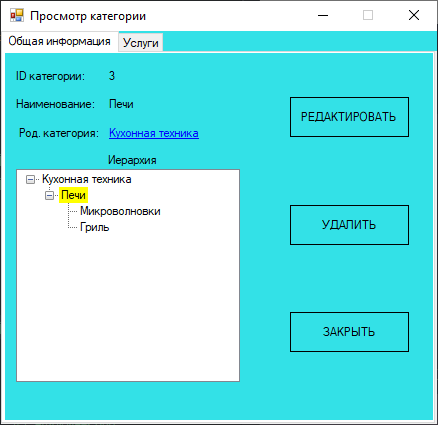 Просмотр категории
Общая информация
Услуги
ID категории: 3
Наименование: Печи
Род. категория: Кухонная техника
Иерархия
Кухонная техника
Печи
Микроволновки
Гриль
РЕДАКТИРОВАТЬ
УДАЛИТЬ
ЗАКРЫТЬ